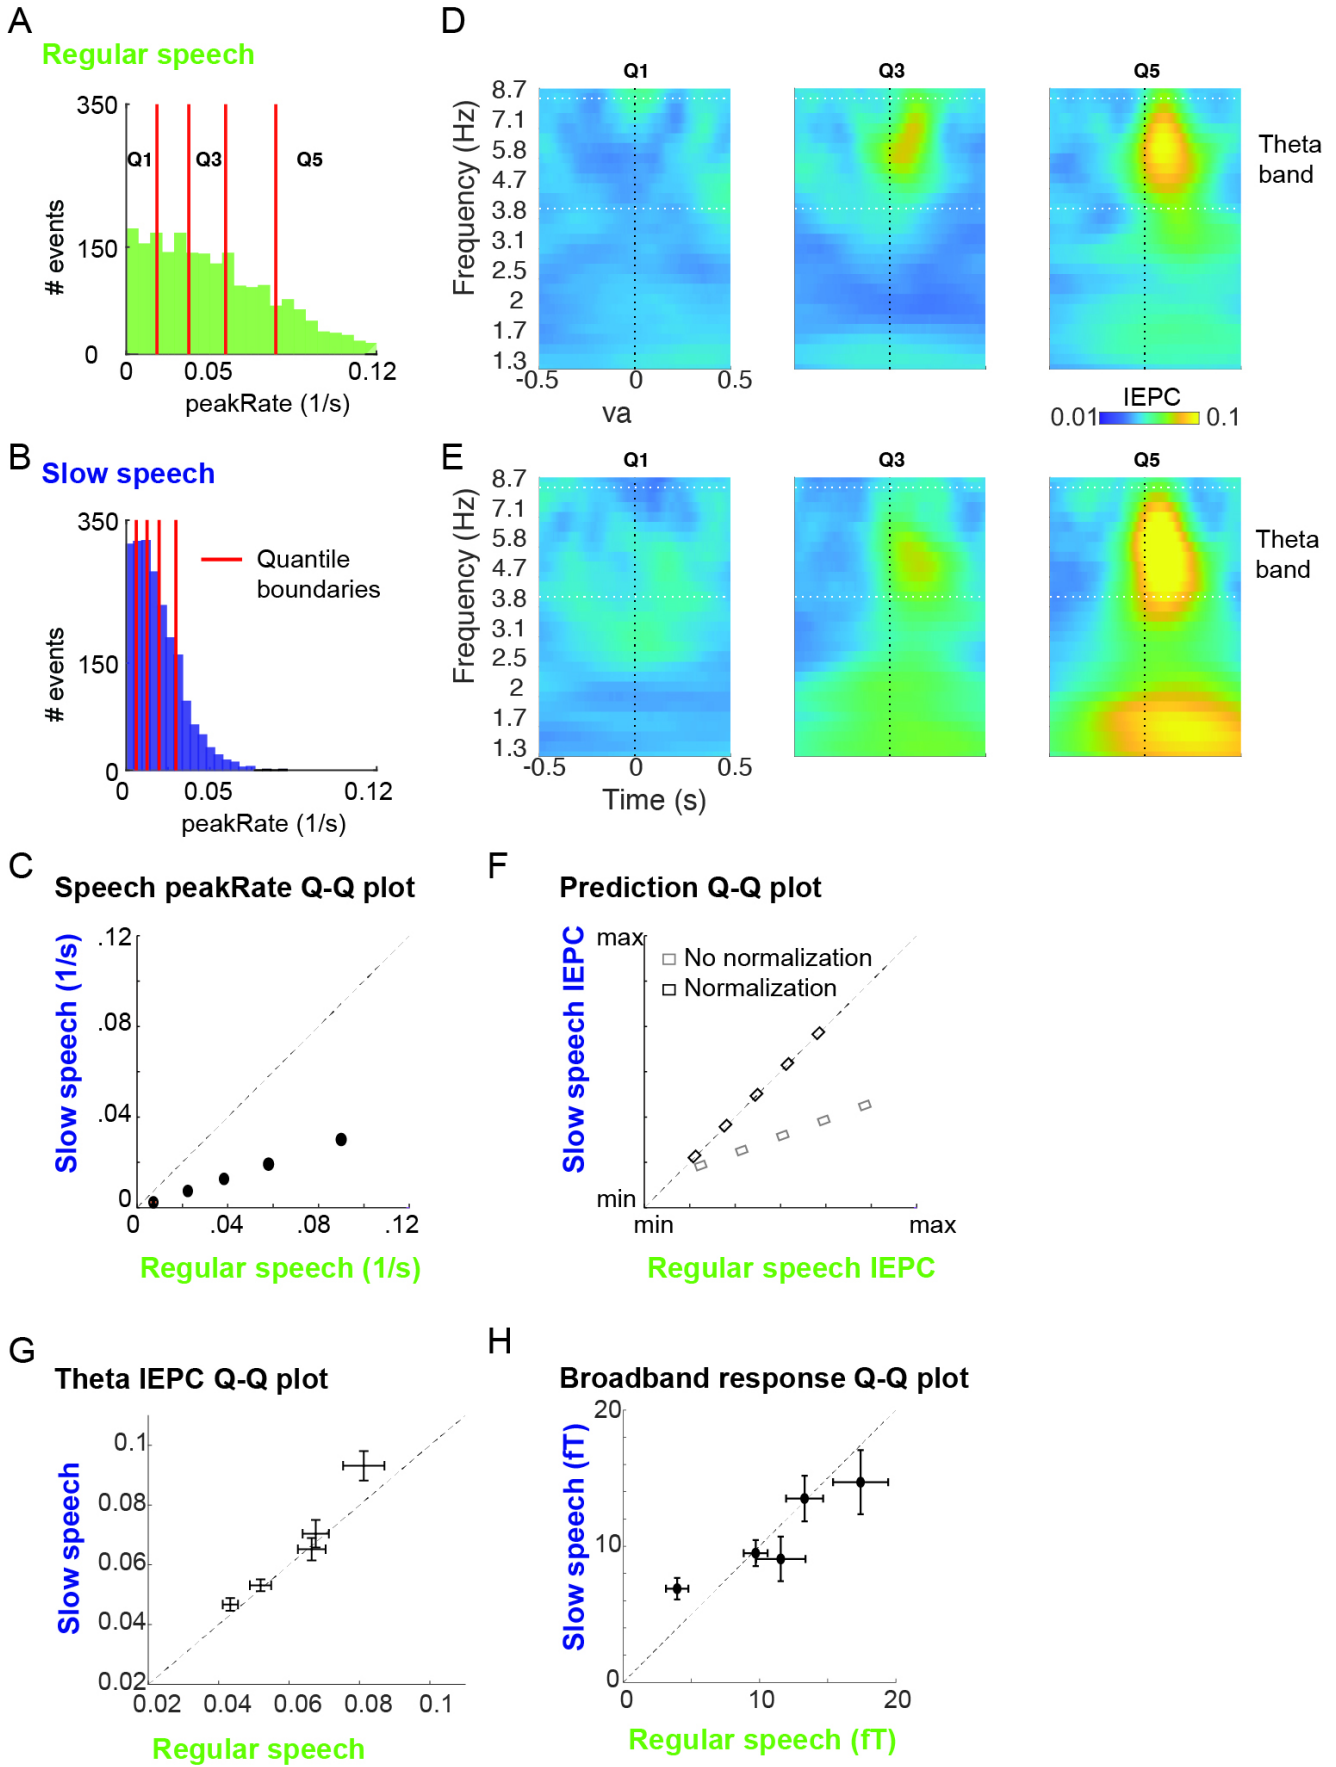 A
Regular speech
350
150
0
# events
Q1
Q3
Q5
0
0.05
0.12
peakRate (1/s)
B
Slow speech
350
150
0
# events
Quantile
boundaries
0
0.05
0.12
peakRate (1/s)
C
Speech peakRate Q-Q plot
Slow speech (1/s)
.12
.08
.04
0
0
.04
.08
.12
Regular speech (1/s)
D
Q1
Q3
Q5
Frequency (Hz)
8.7
7.1
5.8
4.7
3.8
3.1
2.5
2
1.7
1.3
-0.5
0
0.5
va
Theta
band
IEPC
0.01
0.1
E
Q1
Q3
Q5
Frequency (Hz)
8.7
7.1
5.8
4.7
3.8
3.1
2.5
2
1.7
1.3
-0.5
0
0.5
Time (s)
Theta
band
F
Prediction Q-Q plot
Slow speech IEPC
max
min
No normalization
Normalization
min
max
Regular speech IEPC
G
Theta IEPC Q-Q plot
Slow speech
0.1
0.08
0.06
0.04
0.02
0.02
0.04
0.06
0.08
0.1
Regular speech
H
Broadband response Q-Q plot
Slow speech (fT)
20
10
0
0
10
20
Regular speech (fT)